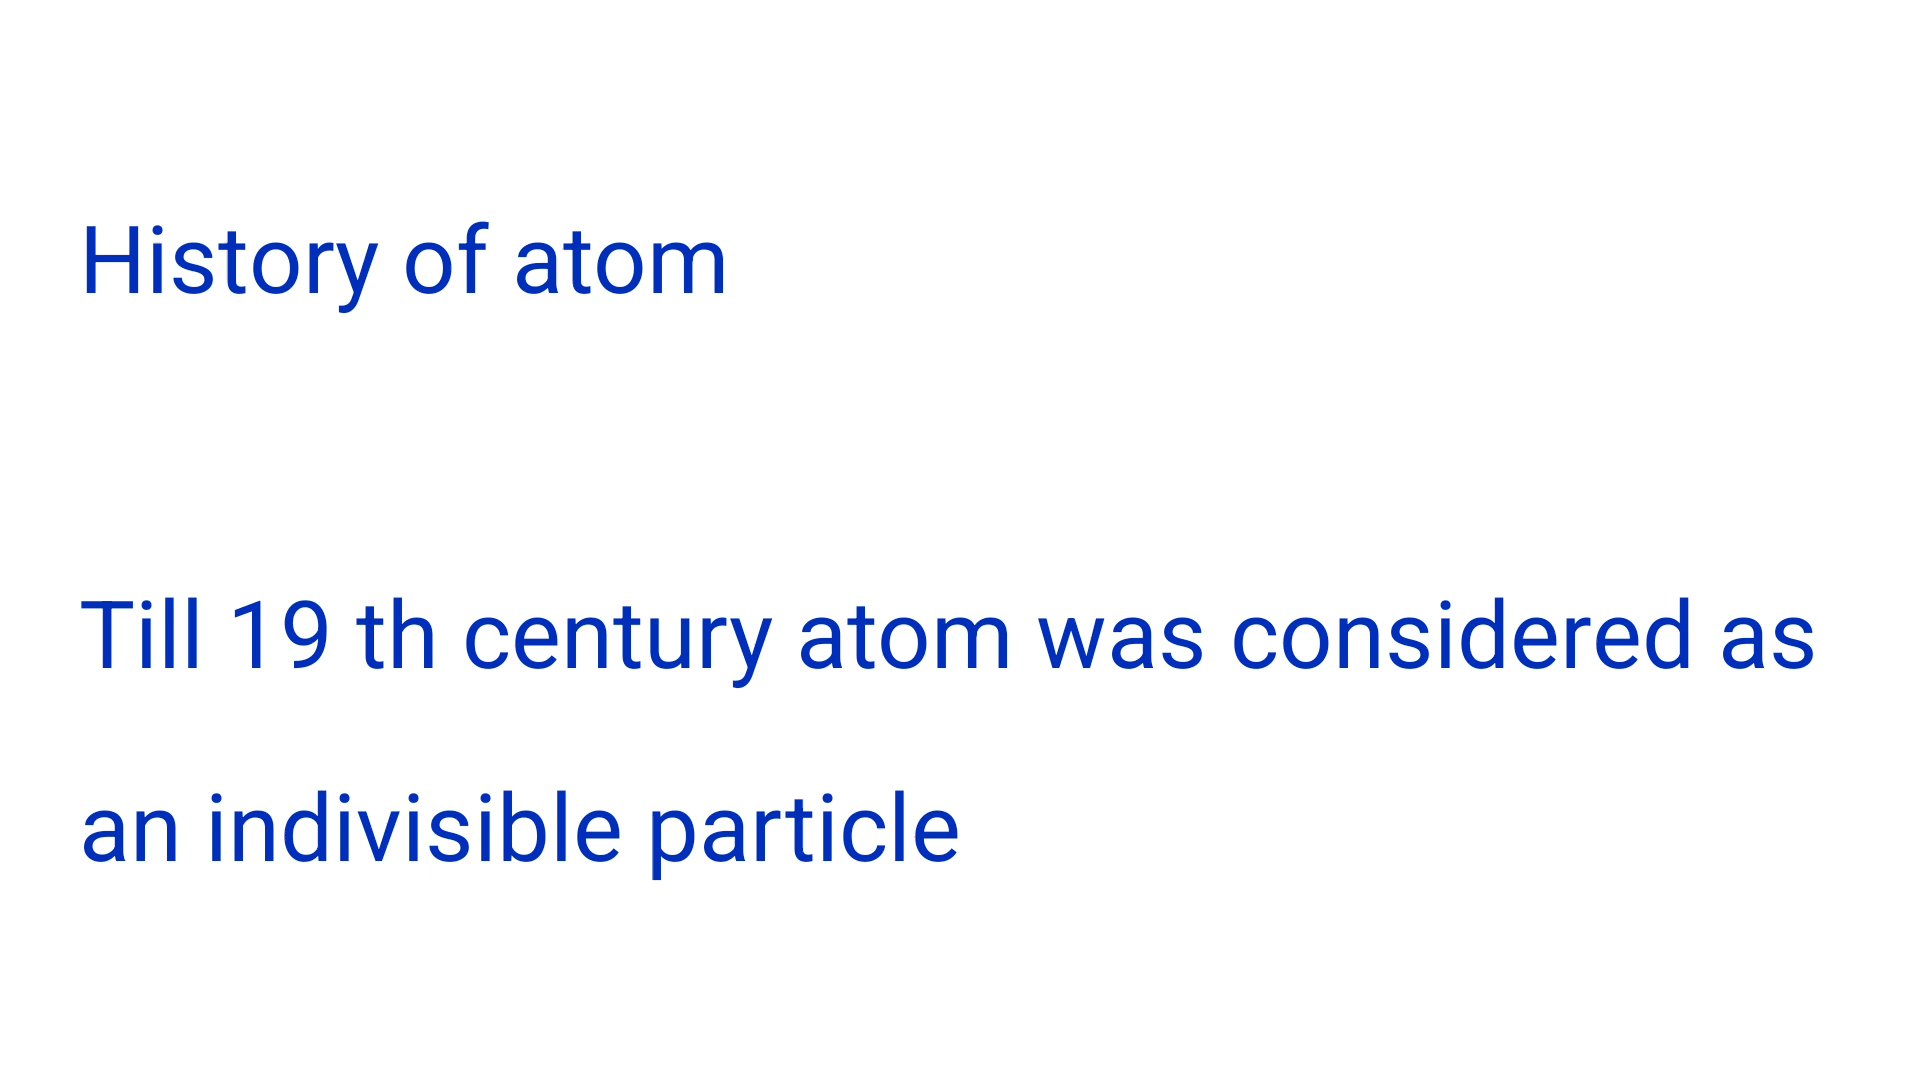 History of atom
Till 19 th century atom was considered as
an indivisible particle